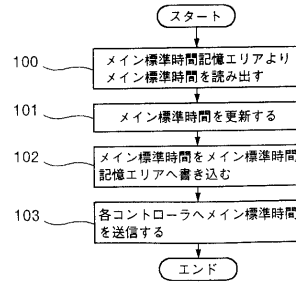 スタート
100
メイン標準時間記憶エリアより
メイン標準時間を読み出す
101
メイン標準時間を更新する
102
メイン標準時間をメイン標準時間
記憶エリアへ書き込む
103
各コントローラへメイン標準時間
を送信する
エンド